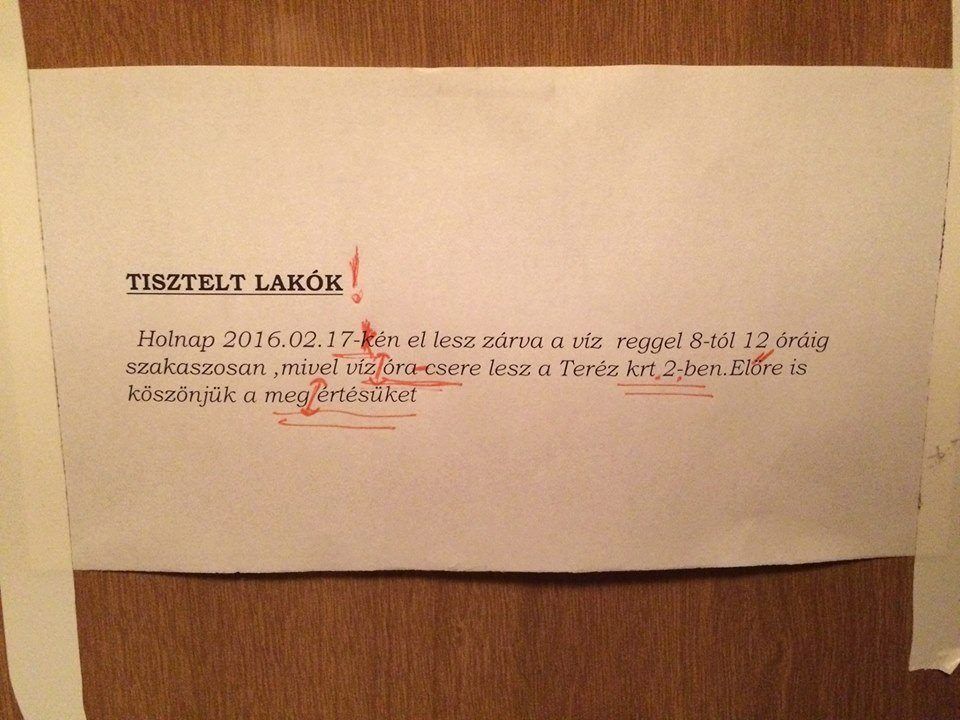 TISZTELT LAKÓK!
Holnap 2016.02.17-kén el lesz zárva a víz reggel 8-tól 12 óráig
szakaszosan ,mivel víz óra-csere lesz a Teréz krt.2-ben.Előre is
köszönjük a meg értésüket